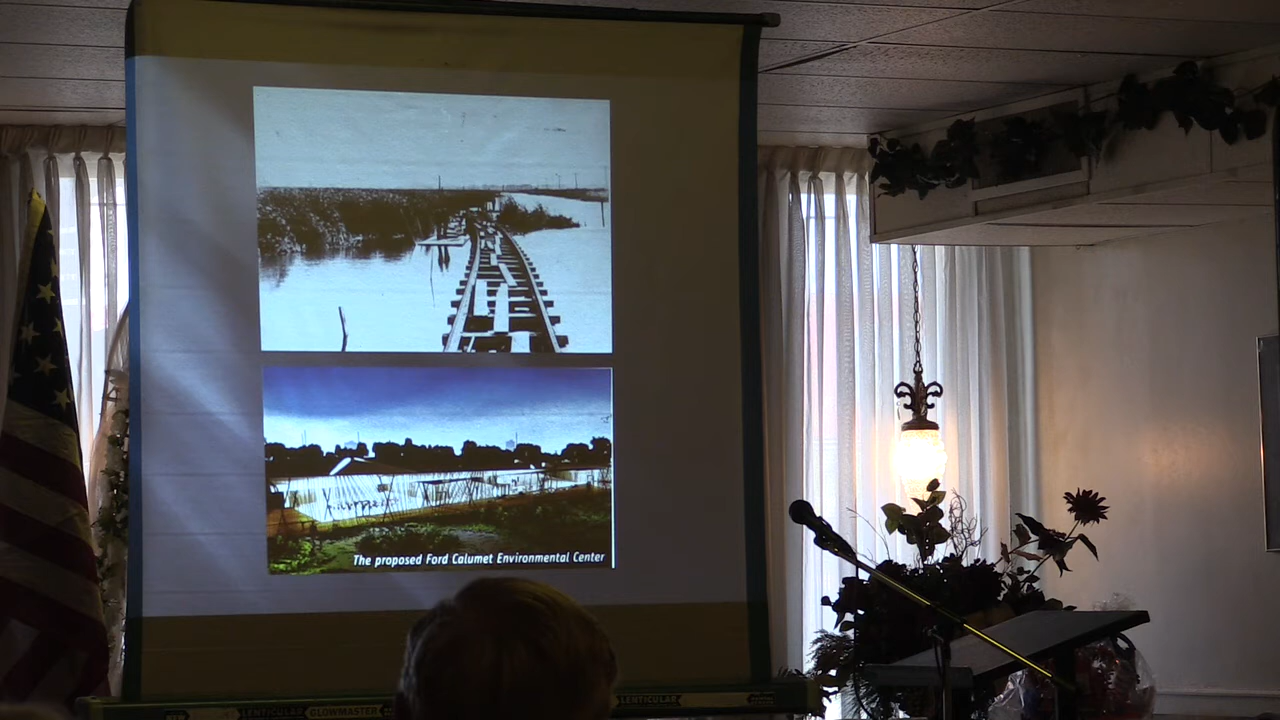 The proposed Ford Calumet Environmental Center
LENTICULAR GLOWMASTER LENTICULAR